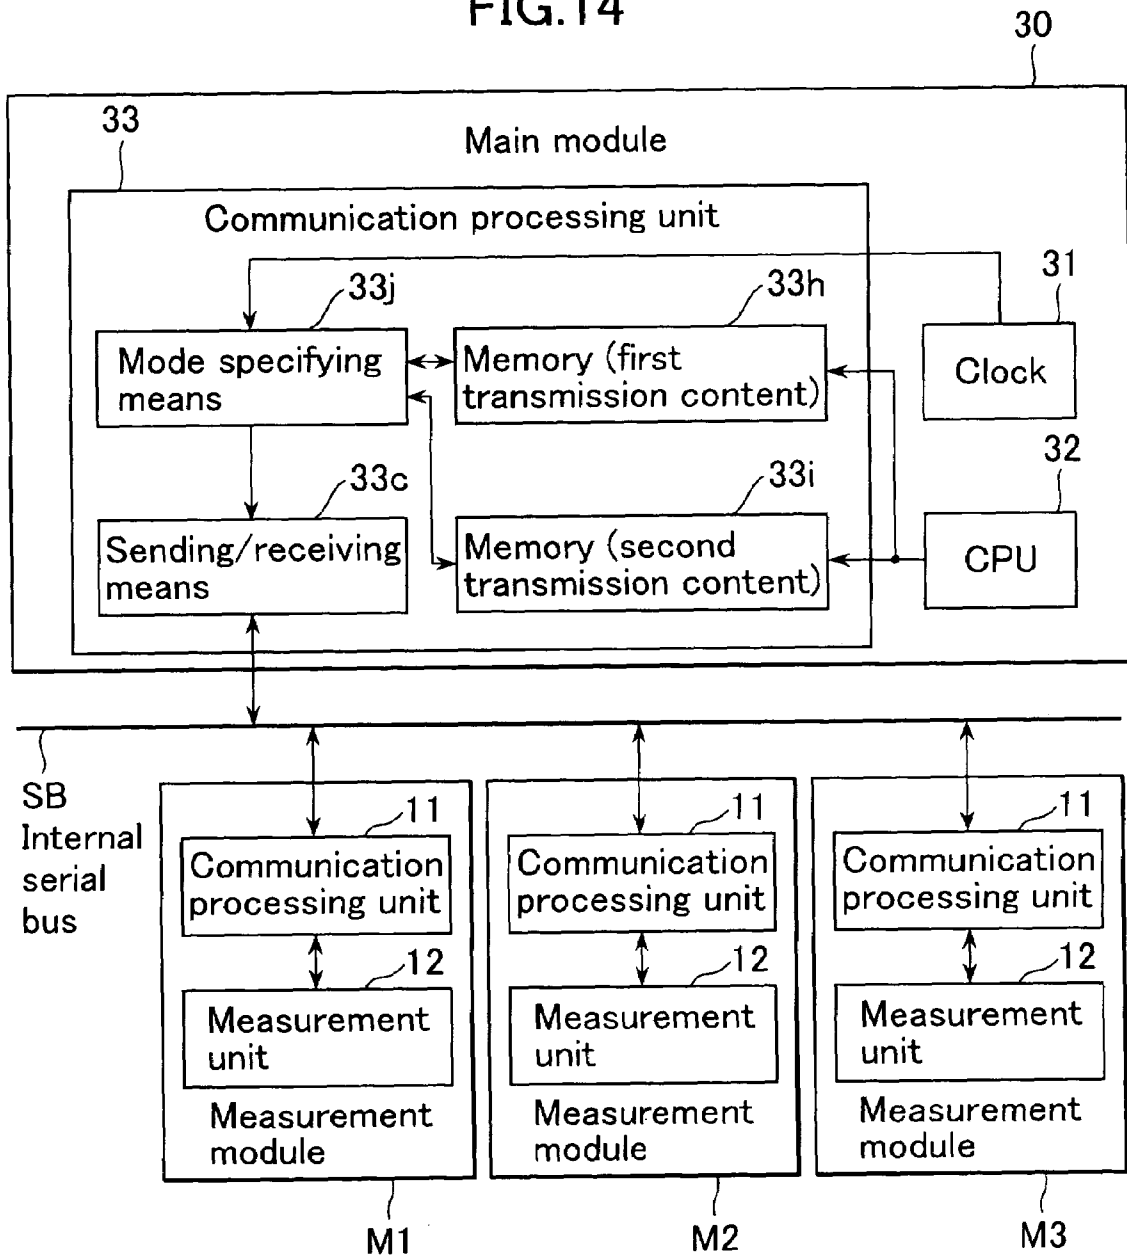 FIG.14
30
33
Main module
Communication processing unit
33j
33h
31
Mode specifying
means
Memory (first
transmission content)
Clock
33c
33i
32
Sending/receiving
means
Memory (second
transmission content)
CPU
SB
Internal
serial
bus
11
Communication
processing unit
12
Measurement
unit
Measurement
module
M1
11
Communication
processing unit
12
Measurement
unit
Measurement
module
M2
11
Communication
processing unit
12
Measurement
unit
Measurement
module
M3